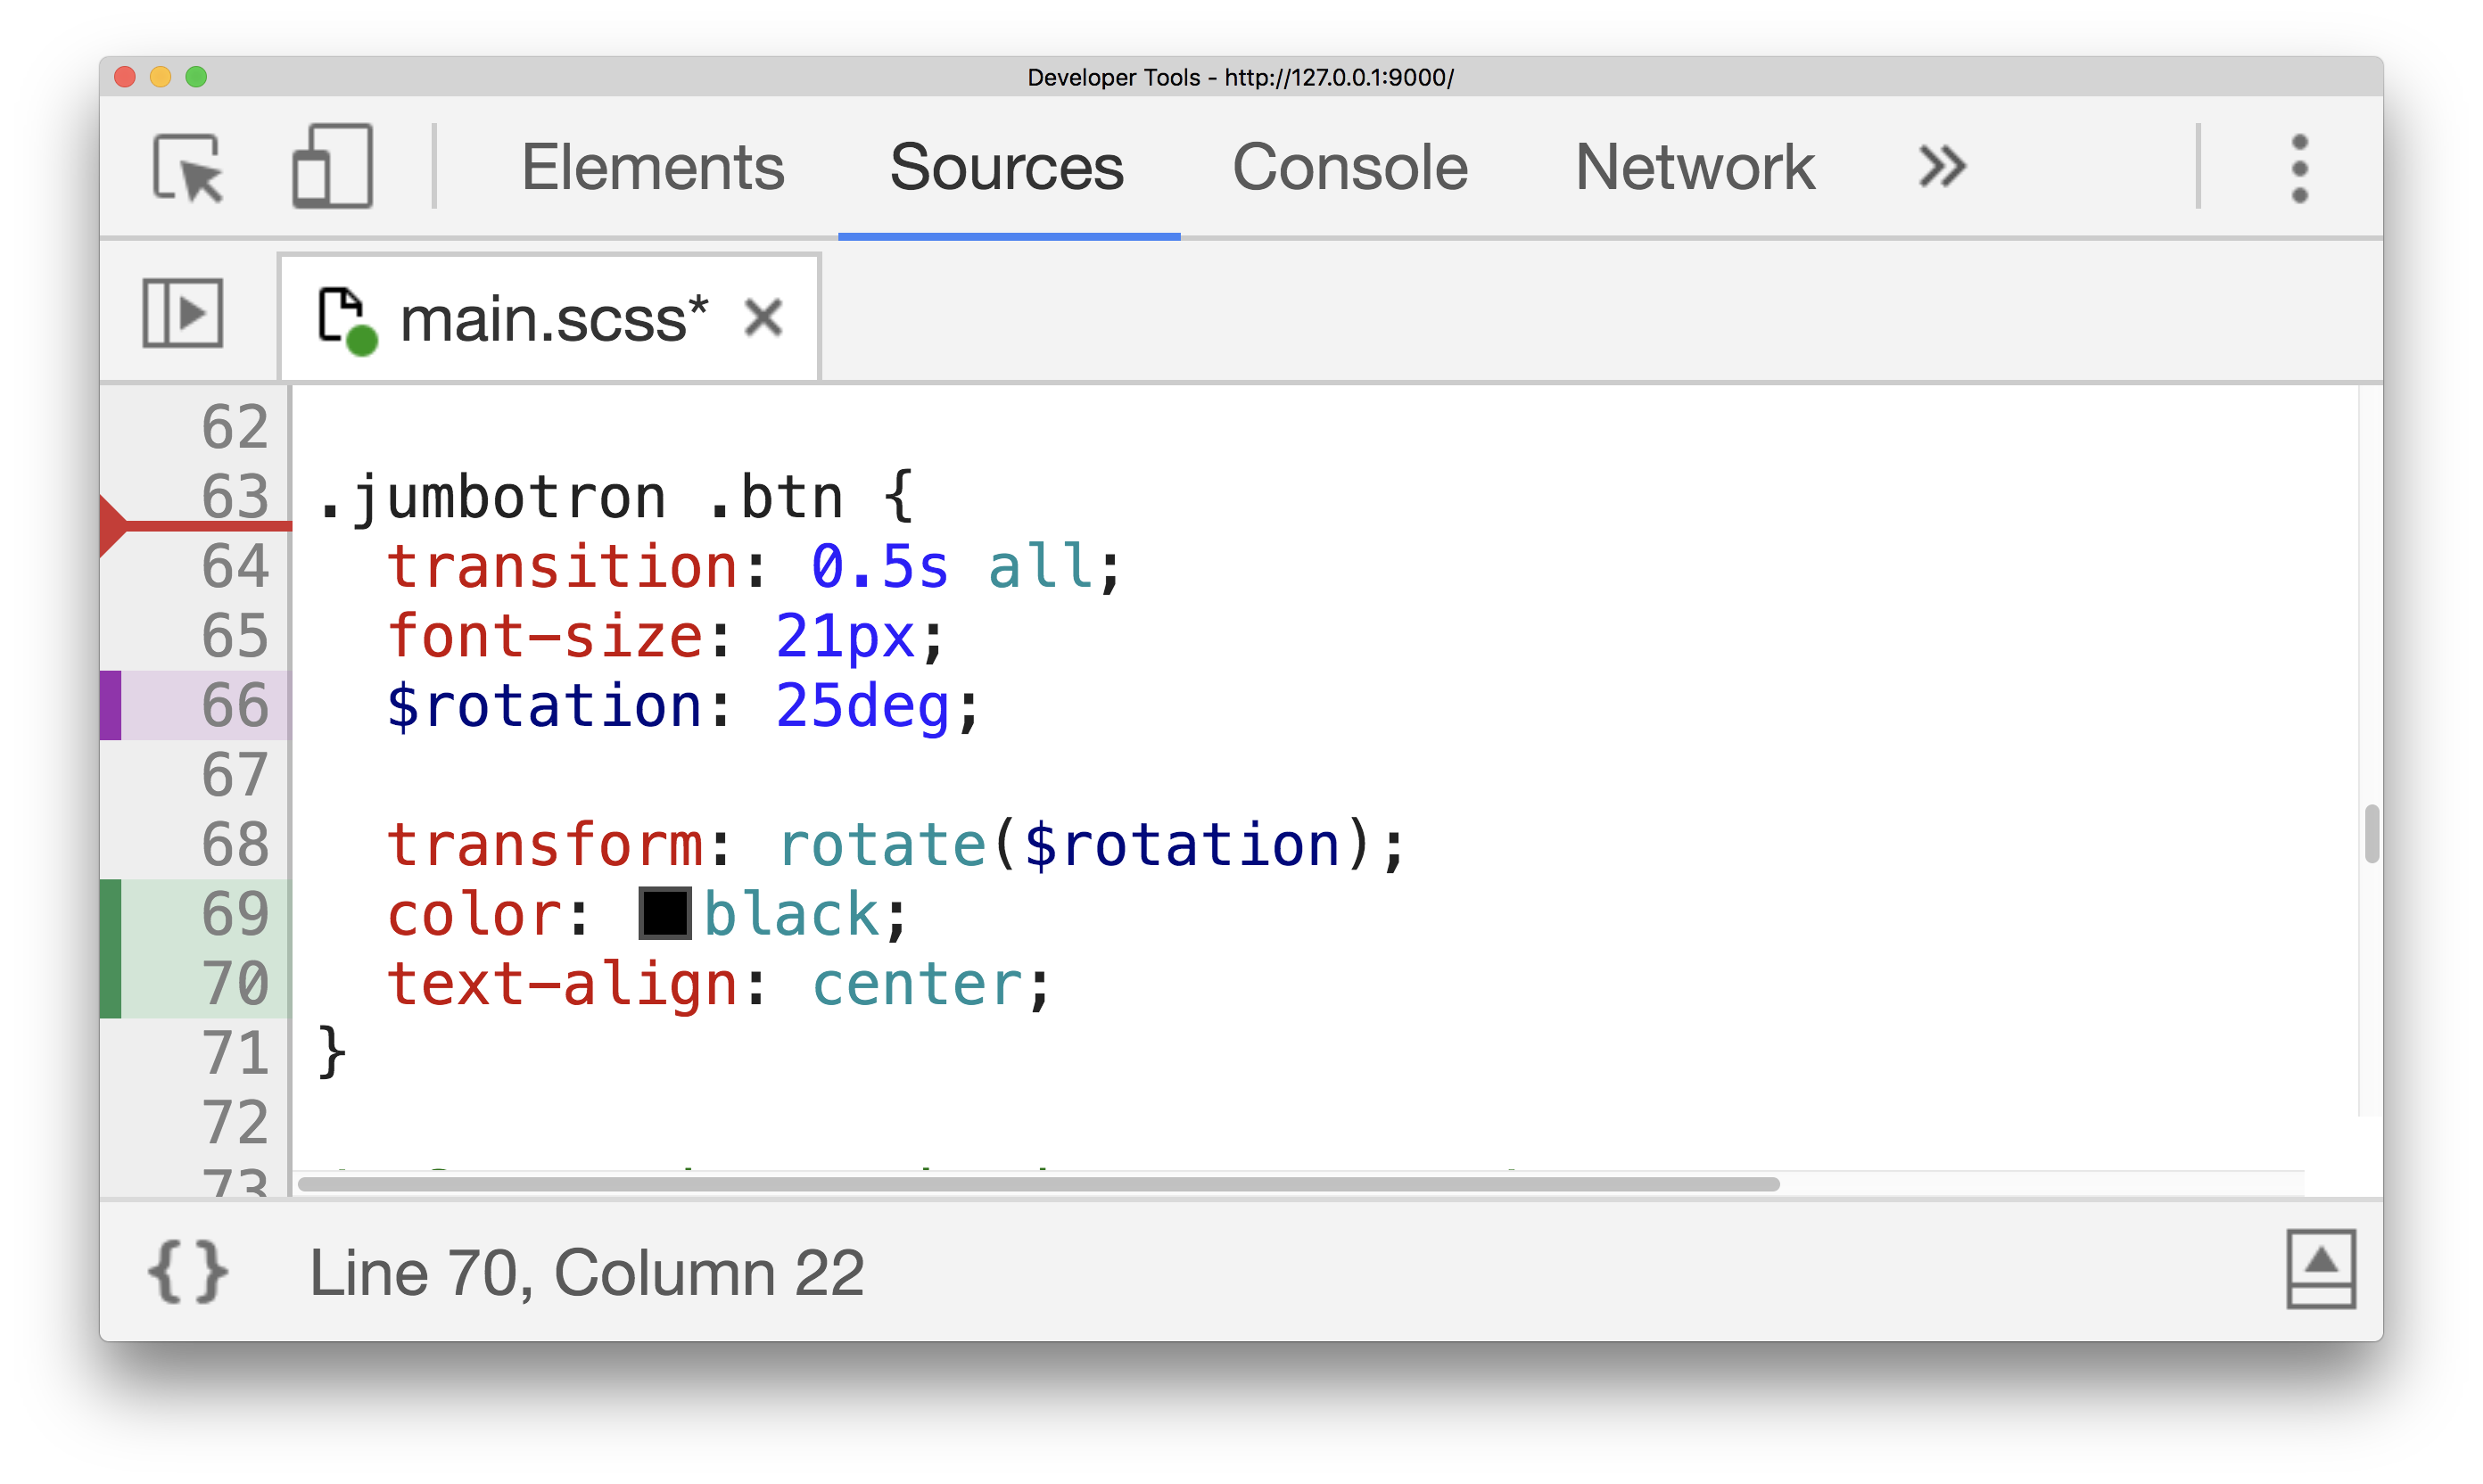 Developer Tools - http://127.0.0.1:9000/
Elements Sources Console Network »
main.scss* ×
62
63 .jumbotron .btn {
64   transition: 0.5s all;
65   font-size: 21px;
66   $rotation: 25deg;
67
68   transform: rotate($rotation);
69   color: black;
70   text-align: center;
71 }
72
73
{} Line 70, Column 22